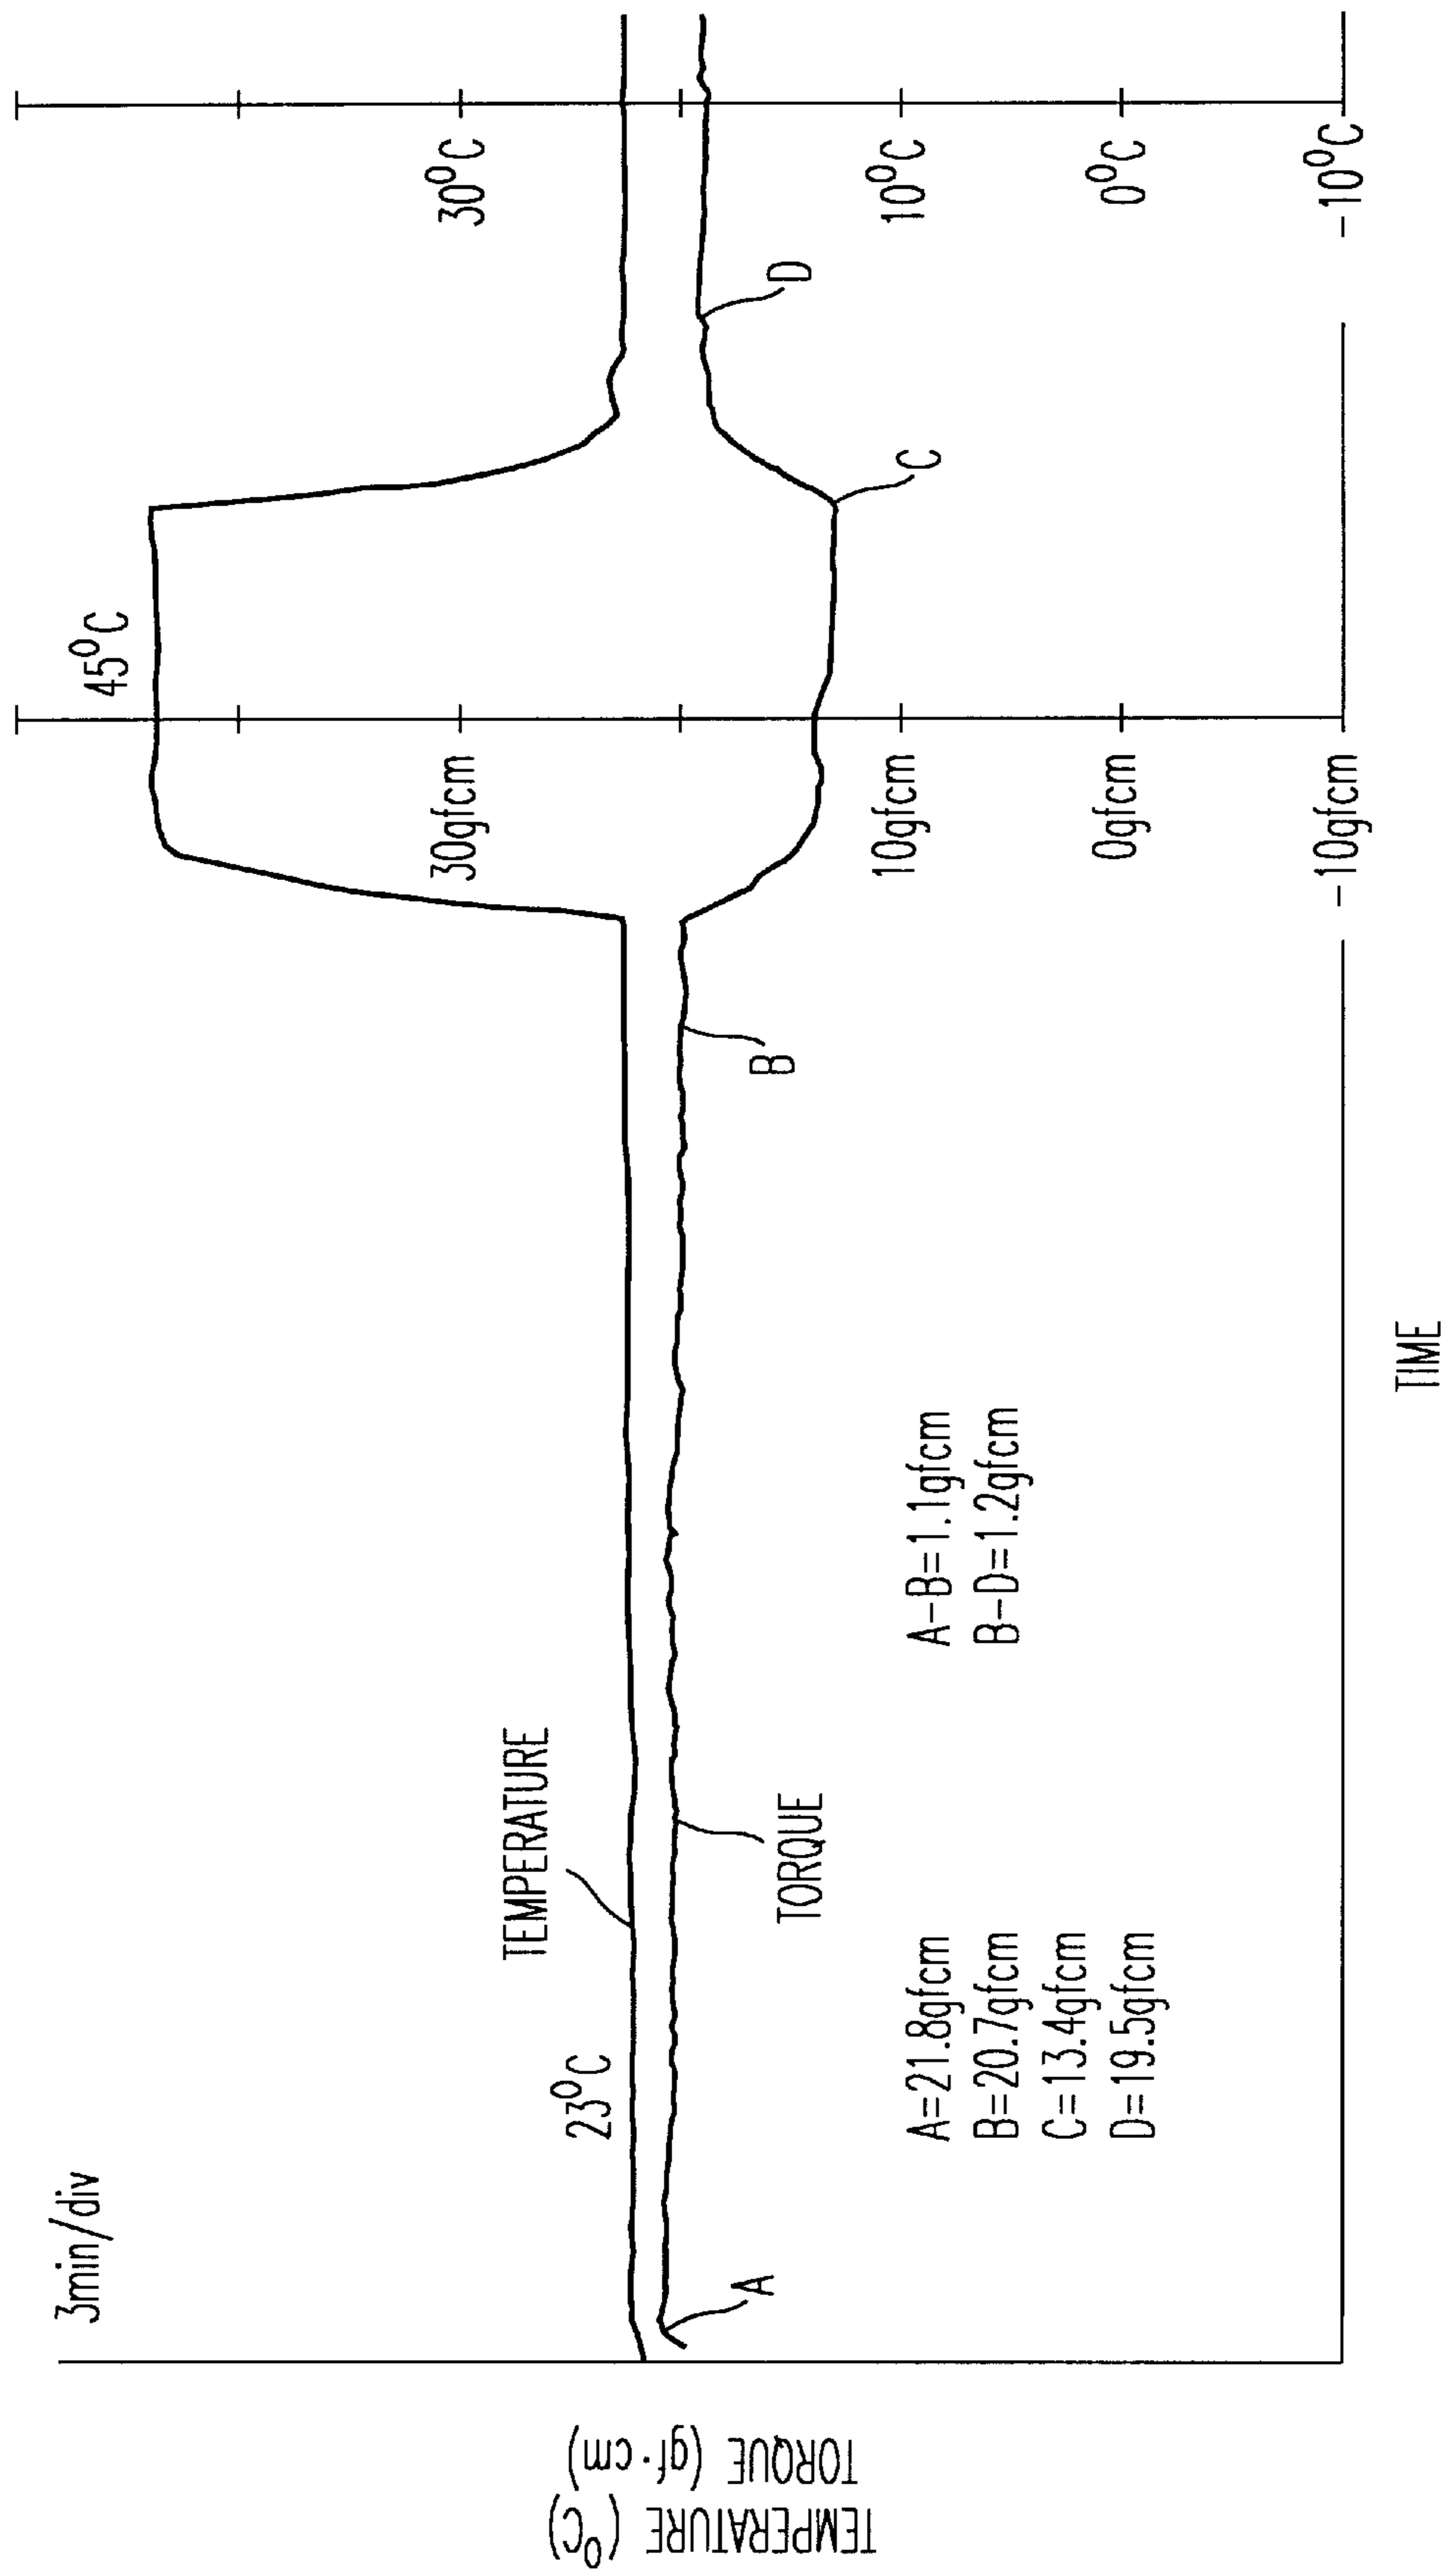 3min/div
TEMPERATURE (°C)
TORQUE (gf·cm)
23°C
TEMPERATURE
TORQUE
A
B
C
D
45°C
30gfcm
10gfcm
0gfcm
-10gfcm
30°C
10°C
0°C
-10°C
A=21.8gfcm
B=20.7gfcm
C=13.4gfcm
D=19.5gfcm
A-B=1.1gfcm
B-D=1.2gfcm
TIME